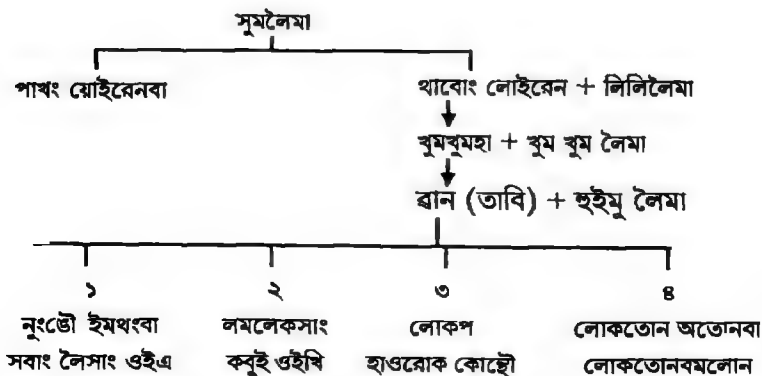 সুমলৈমা
পাখং য়োইরেনবা
থাবোং লোইরেন + লিনিলৈমা
খুমখুমহা + খুম খুম লৈমা
ৱান (তাবি) + হুইমু লৈমা
১ ২ ৩ ৪
নুংঙৌ ইমথংবা লমলেকসাং লোকপ লোকতোন অতোনবা
সবাং লৈসাং ওইএ কবুই ওইখি হাওরোক কোন্থৌ লোকতোনবমলোন